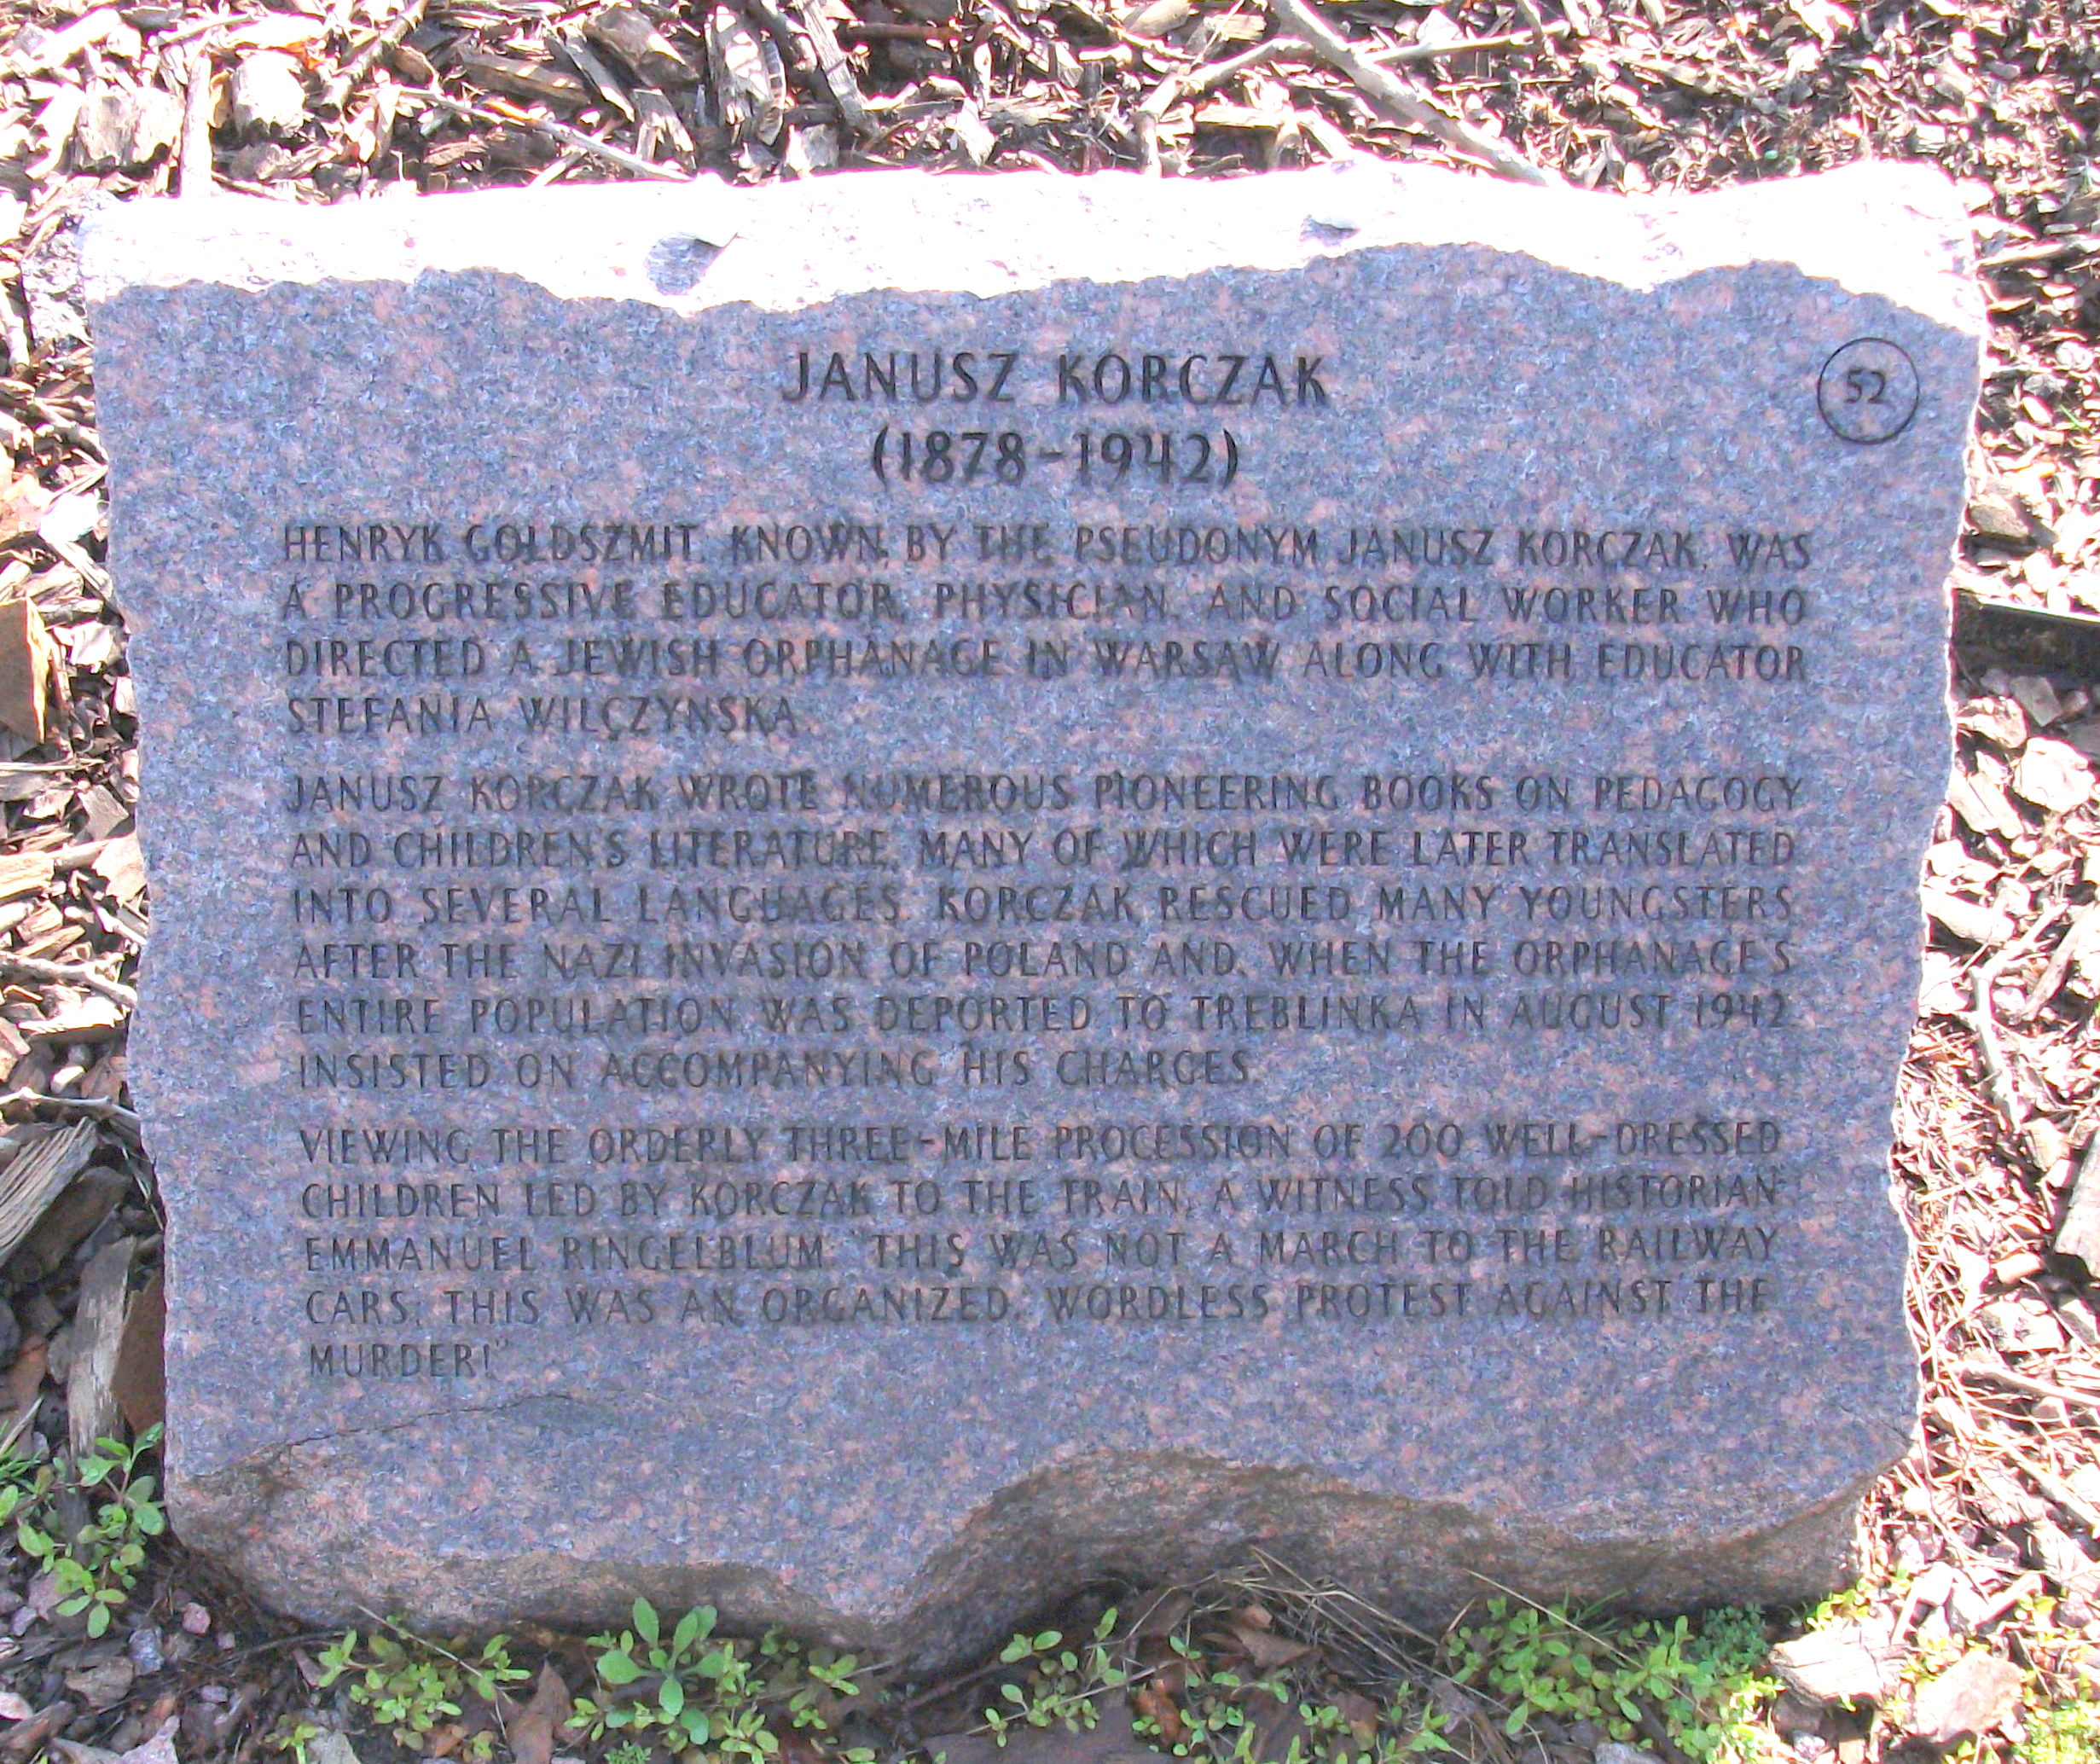 JANUSZ KORCZAK
52
(1878-1942)
HENRYK GOLDSZMIT, KNOWN BY THE PSEUDONYM JANUSZ KORCZAK, WAS
A PROGRESSIVE EDUCATOR, PHYSICIAN, AND SOCIAL WORKER WHO
DIRECTED A JEWISH ORPHANAGE IN WARSAW ALONG WITH EDUCATOR
STEFANIA WILCZYNSKA.
JANUSZ KORCZAK WROTE NUMEROUS PIONEERING BOOKS ON PEDAGOGY
AND CHILDREN'S LITERATURE, MANY OF WHICH WERE LATER TRANSLATED
INTO SEVERAL LANGUAGES. KORCZAK RESCUED MANY YOUNGSTERS
AFTER THE NAZI INVASION OF POLAND AND, WHEN THE ORPHANAGE'S
ENTIRE POPULATION WAS DEPORTED TO TREBLINKA IN AUGUST 1942
INSISTED ON ACCOMPANYING HIS CHARGES.
VIEWING THE ORDERLY THREE-MILE PROCESSION OF 200 WELL-DRESSED
CHILDREN LED BY KORCZAK TO THE TRAIN, A WITNESS TOLD HISTORIAN
EMMANUEL RINGELBLUM: "THIS WAS NOT A MARCH TO THE RAILWAY
CARS; THIS WAS AN ORGANIZED, WORDLESS PROTEST AGAINST THE
MURDER!"